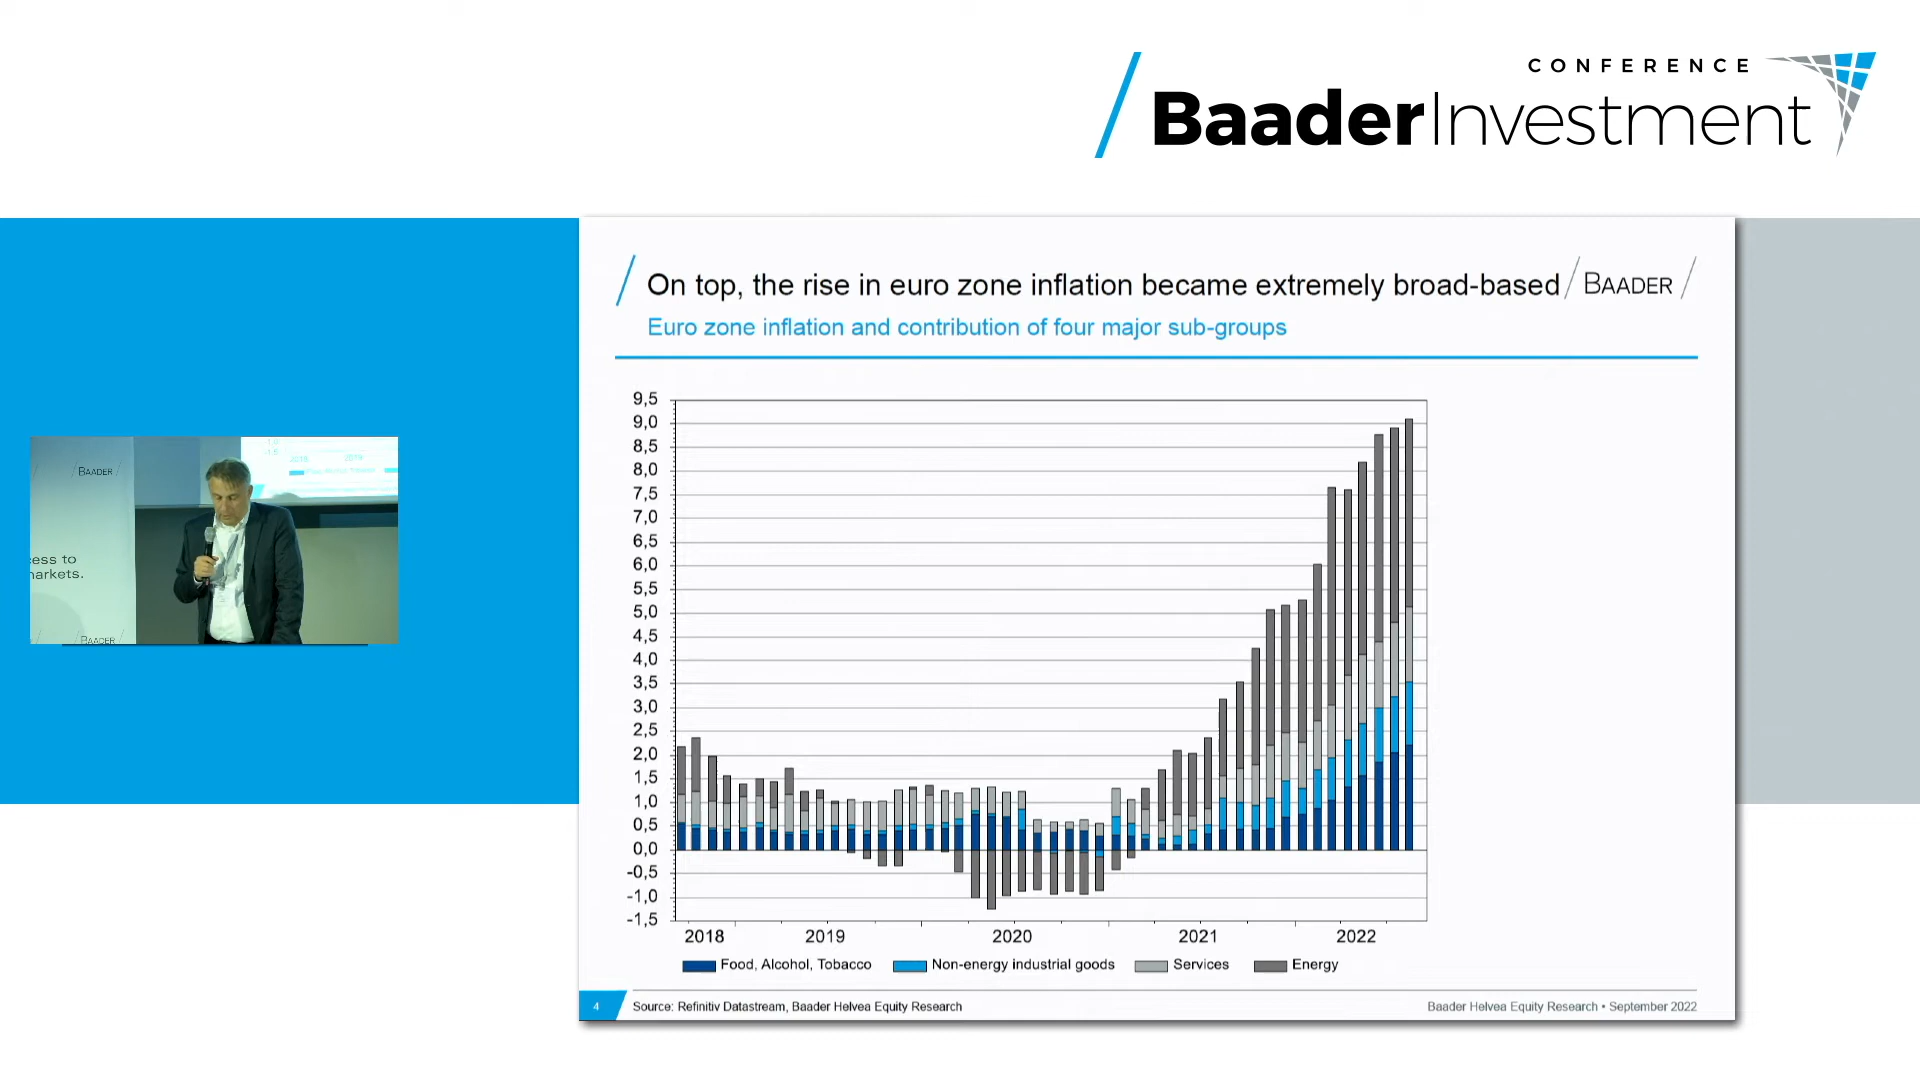 CONFERENCE
BaaderInvestment
On top, the rise in euro zone inflation became extremely broad-based
BAADER
Euro zone inflation and contribution of four major sub-groups
9,5
9,0
8,5
8,0
7,5
7,0
6,5
6,0
5,5
5,0
4,5
4,0
3,5
3,0
2,5
2,0
1,5
1,0
0,5
0,0
-0,5
-1,0
-1,5
2018 2019 2020 2021 2022
Food, Alcohol, Tobacco Non-energy industrial goods Services Energy
4 Source: Refinitiv Datastream, Baader Helvea Equity Research
Baader Helvea Equity Research • September 2022
BAADER
cess to
narkets.
BAADER
-1.5